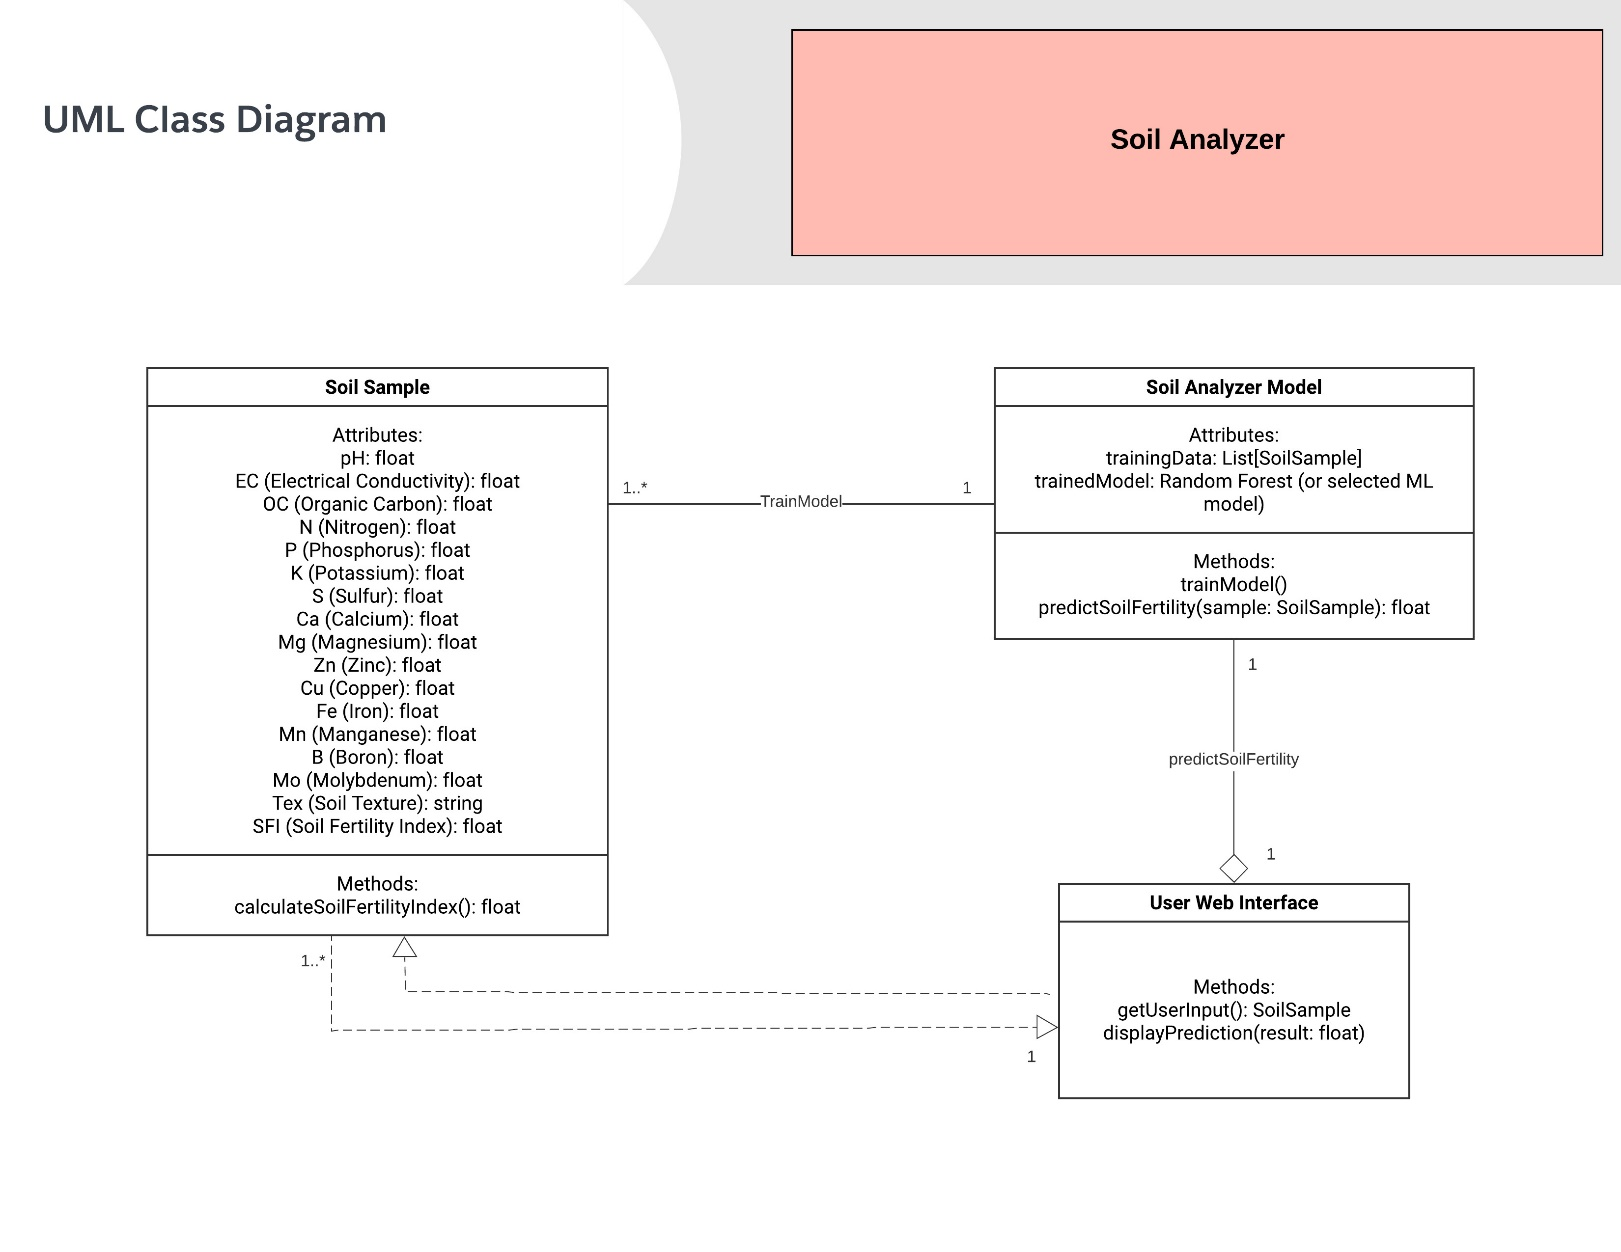 UML Class Diagram
Soil Analyzer
Soil Sample
Attributes:
pH: float
EC (Electrical Conductivity): float
OC (Organic Carbon): float
N (Nitrogen): float
P (Phosphorus): float
K (Potassium): float
S (Sulfur): float
Ca (Calcium): float
Mg (Magnesium): float
Zn (Zinc): float
Cu (Copper): float
Fe (Iron): float
Mn (Manganese): float
B (Boron): float
Mo (Molybdenum): float
Tex (Soil Texture): string
SFI (Soil Fertility Index): float
Methods:
calculateSoilFertilityIndex(): float
1..*
TrainModel
1
Soil Analyzer Model
Attributes:
trainingData: List[SoilSample]
trainedModel: Random Forest (or selected ML
model)
Methods:
trainModel()
predictSoilFertility(sample: SoilSample): float
1
predictSoilFertility
1
User Web Interface
Methods:
getUserInput(): SoilSample
displayPrediction(result: float)
1..*
1